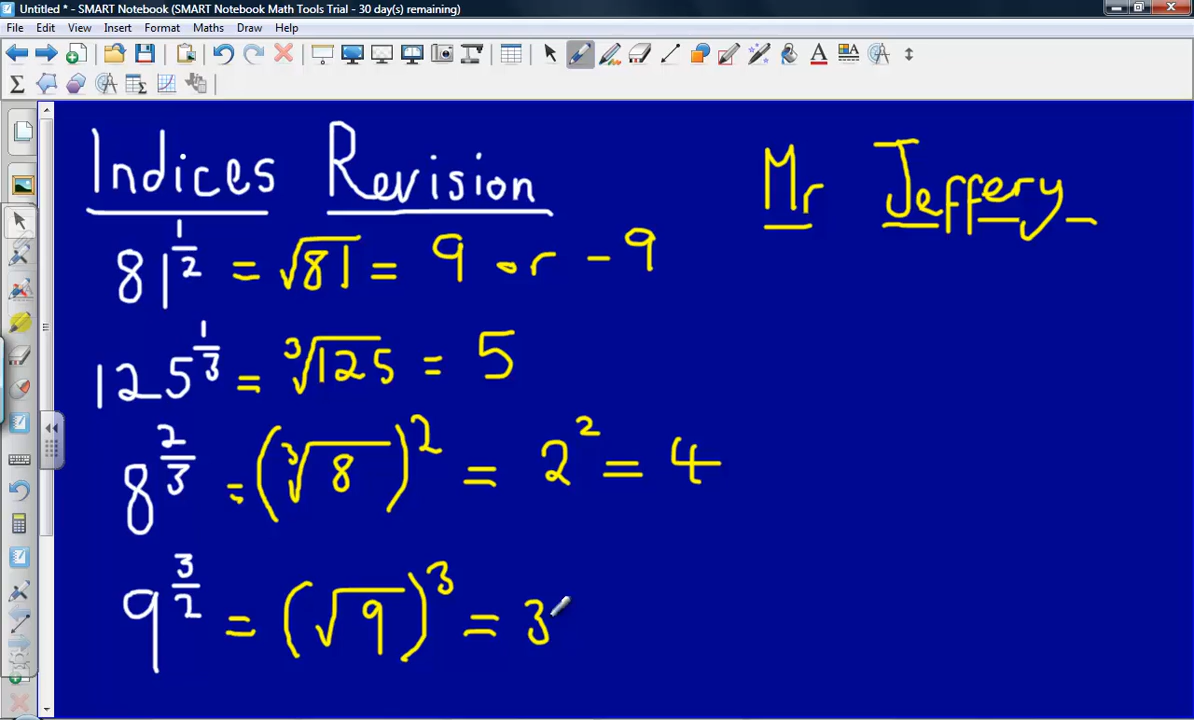 Untitled * - SMART Notebook (SMART Notebook Math Tools Trial - 30 day(s) remaining)
File Edit View Insert Format Maths Draw Help
Indices Revision Mr Jeffery
81^(1/2) = √81 = 9 or -9
125^(1/3) = ∛125 = 5
8^(2/3) = (∛8)^2 = 2^2 = 4
9^(3/2) = (√9)^3 = 3